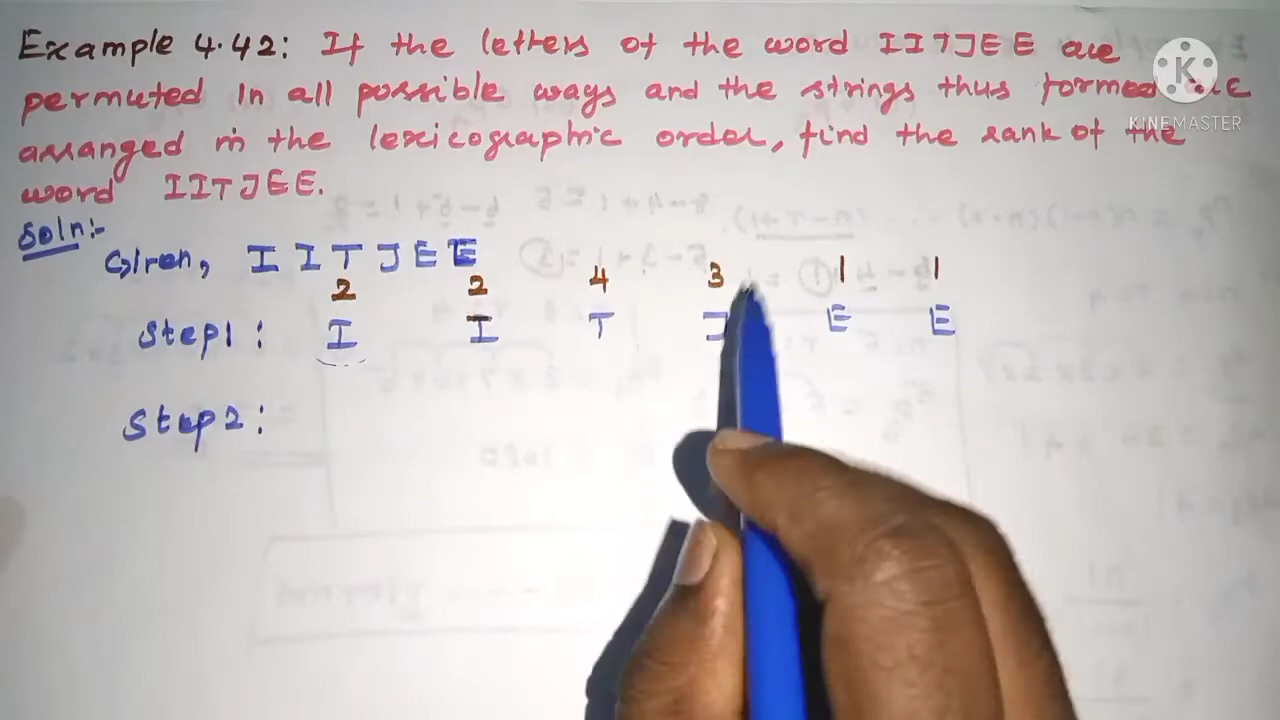 Example 4.42: If the letters of the word IITJEE are
permuted in all possible ways and the strings thus formed are
arranged in the lexicographic order, find the rank of the
word IITJEE.
Soln:-
Given, IITJEE
2 2 4 3 1 1
Step1: I I T J E E
Step2:
K
KINEMASTER